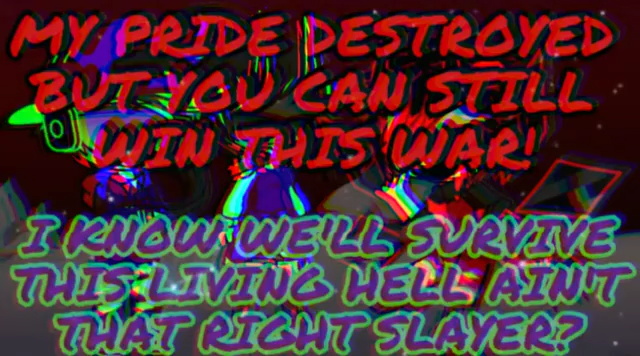 MY PRIDE DESTROYED
BUT YOU CAN STILL
WIN THIS WAR!
I KNOW WE'LL SURVIVE
THIS LIVING HELL AIN'T
THAT RIGHT SLAYER?